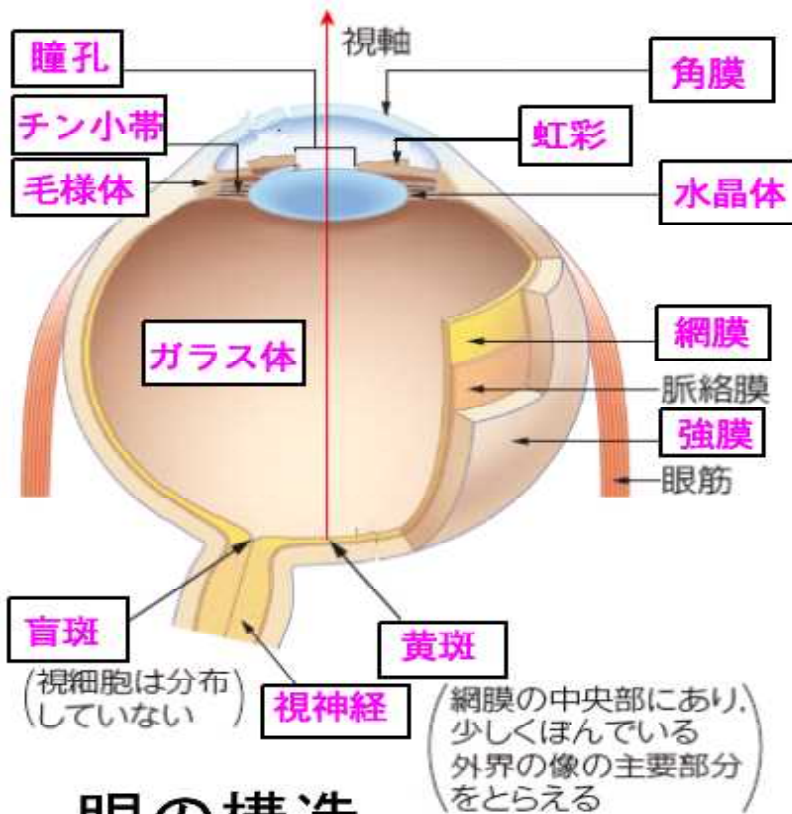 視軸
瞳孔
角膜
チン小帯
虹彩
毛様体
水晶体
ガラス体
網膜
脈絡膜
強膜
眼筋
盲斑
(視細胞は分布
していない)
視神経
黄斑
(網膜の中央部にあり,
少しくぼんでいる
外界の像の主要部分
をとらえる)
眼の構造